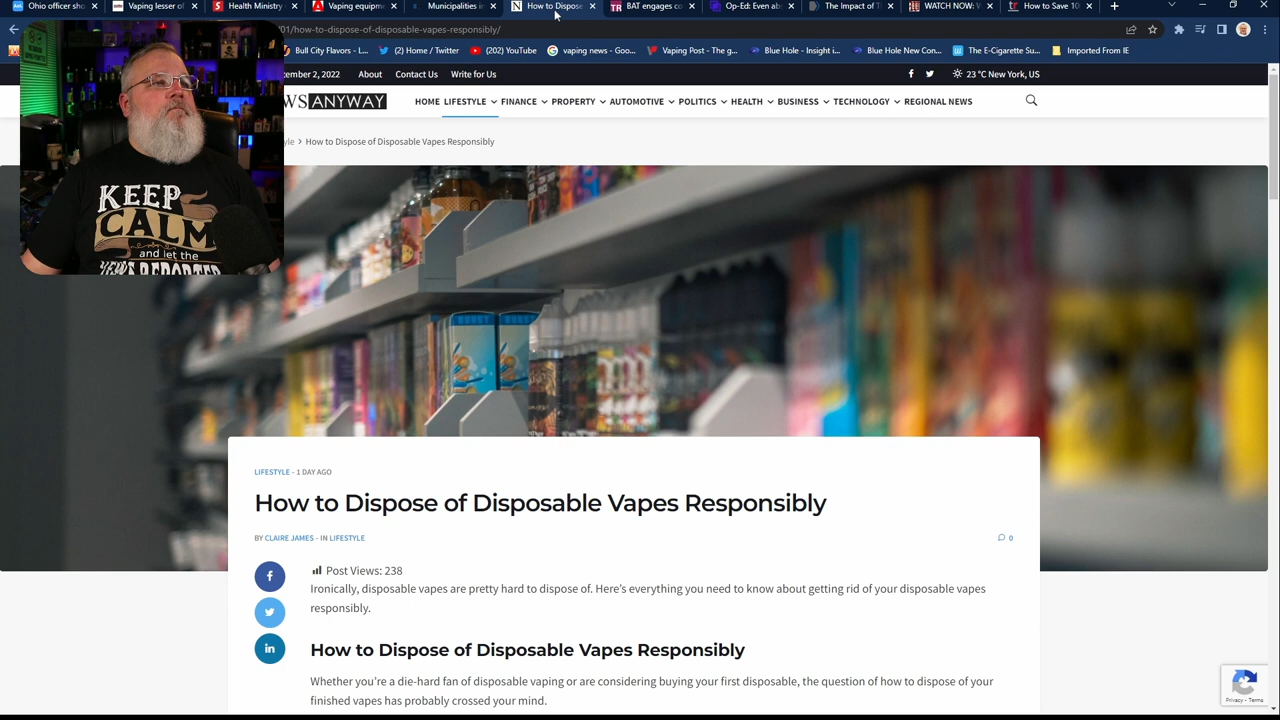 Ohio officer sho
Vaping lesser of
Health Ministry
Vaping equipme
Municipalities in
How to Dispose
BAT engages co
Op-Ed: Even ab
The Impact of T
WATCH NOW: V
How to Save 10
01/how-to-dispose-of-disposable-vapes-responsibly/
Bull City Flavors - L...
(2) Home / Twitter
(202) YouTube
vaping news - Goo...
Vaping Post - The...
Blue Hole - Insight i...
Blue Hole New Con...
The E-Cigarette Su...
Imported From IE
cember 2, 2022
About
Contact Us
Write for Us
23 °C New York, US
WS ANYWAY
HOME LIFESTYLE FINANCE PROPERTY AUTOMOTIVE POLITICS HEALTH BUSINESS TECHNOLOGY REGIONAL NEWS
yle > How to Dispose of Disposable Vapes Responsibly
KEEP
CALM
and let the
LIFESTYLE - 1 DAY AGO
How to Dispose of Disposable Vapes Responsibly
BY CLAIRE JAMES - IN LIFESTYLE
0
Post Views: 238
Ironically, disposable vapes are pretty hard to dispose of. Here's everything you need to know about getting rid of your disposable vapes
responsibly.
How to Dispose of Disposable Vapes Responsibly
Whether you're a die-hard fan of disposable vaping or are considering buying your first disposable, the question of how to dispose of your
finished vapes has probably crossed your mind.
Privacy - Terms